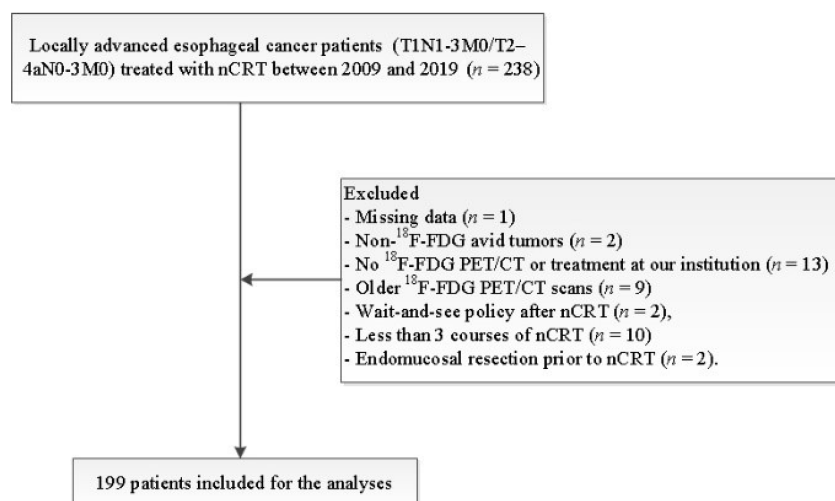 Locally advanced esophageal cancer patients (T1N1-3M0/T2–
4aN0-3M0) treated with nCRT between 2009 and 2019 (n = 238)
Excluded
- Missing data (n = 1)
- Non-¹⁸F-FDG avid tumors (n = 2)
- No ¹⁸F-FDG PET/CT or treatment at our institution (n = 13)
- Older ¹⁸F-FDG PET/CT scans (n = 9)
- Wait-and-see policy after nCRT (n = 2),
- Less than 3 courses of nCRT (n = 10)
- Endomucosal resection prior to nCRT (n = 2).
199 patients included for the analyses